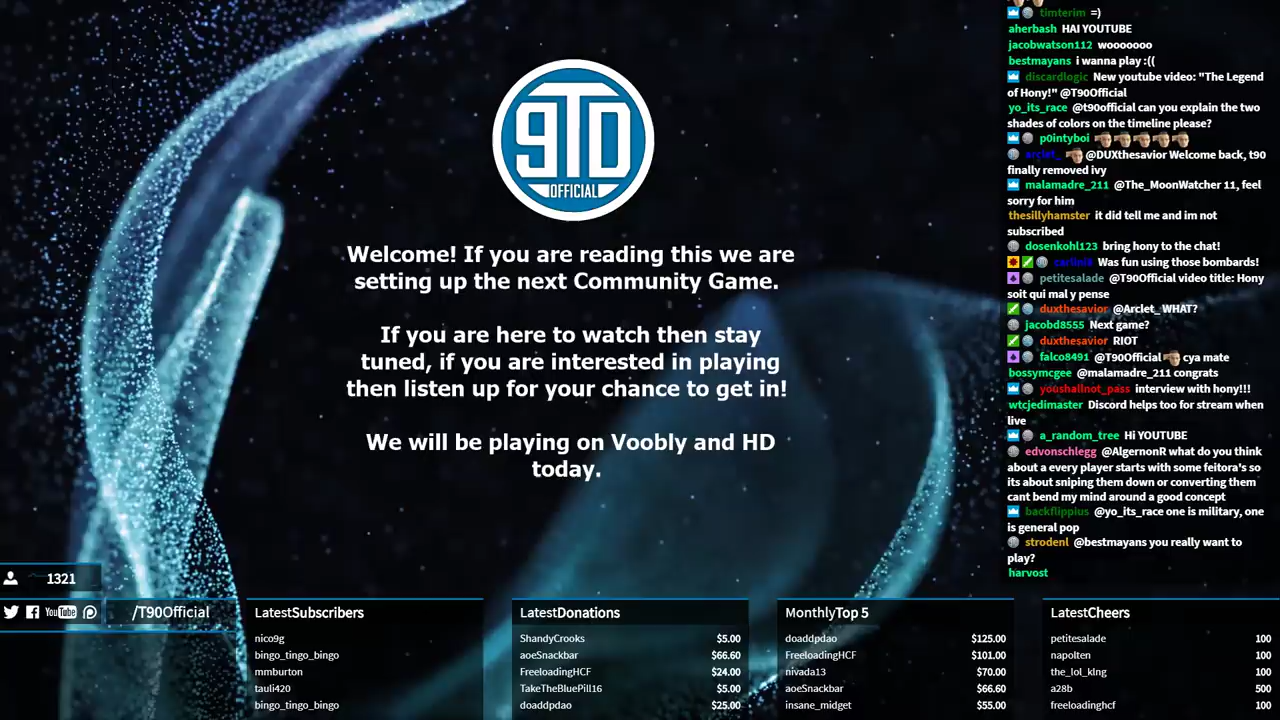 9TD
OFFICIAL
Welcome! If you are reading this we are
setting up the next Community Game.
If you are here to watch then stay
tuned, if you are interested in playing
then listen up for your chance to get in!
We will be playing on Voobly and HD
today.
timterim =)
aherbash HAI YOUTUBE
jacobwatson112 wooooooo
bestmayans i wanna play :((
discardlogic New youtube video: "The Legend
of Hony!" @T90Official
yo_its_race @t90official can you explain the two
shades of colors on the timeline please?
p0intyboi
arclet_ @DUXthesavior Welcome back, t90
finally removed ivy
malamadre_211 @The_MoonWatcher 11, feel
sorry for him
thesillyhamster it did tell me and im not
subscribed
dosenkohl123 bring hony to the chat!
Was fun using those bombards!
petitesalade @T90Official video title: Hony
soit qui mal y pense
duxthesavior @Arclet_ WHAT?
jacobd8555 Next game?
duxthesavior RIOT
falco8491 @T90Official cya mate
bossymcgee @malamadre_211 congrats
youshallnot_pass interview with hony!!!
wtcjedimaster Discord helps too for stream when
live
a_random_tree Hi YOUTUBE
edvonschlegg @AlgernonR what do you think
about a every player starts with some feitora's so
its about sniping them down or converting them
cant bend my mind around a good concept
backflippius @yo_its_race one is military, one
is general pop
strodenl @bestmayans you really want to
play?
harvost
1321
YouTube
/T90Official
LatestSubscribers
nico9g
bingo_tingo_bingo
mmburton
tauli420
bingo_tingo_bingo
LatestDonations
ShandyCrooks $5.00
aoeSnackbar $66.60
FreeloadingHCF $24.00
TakeTheBluePill16 $5.00
doaddpdao $25.00
MonthlyTop 5
doaddpdao $125.00
FreeloadingHCF $101.00
nivada13 $70.00
aoeSnackbar $66.60
insane_midget $55.00
LatestCheers
petitesalade 100
napolten 100
the_lol_k1ng 100
a28b 500
freeloadinghcf 100